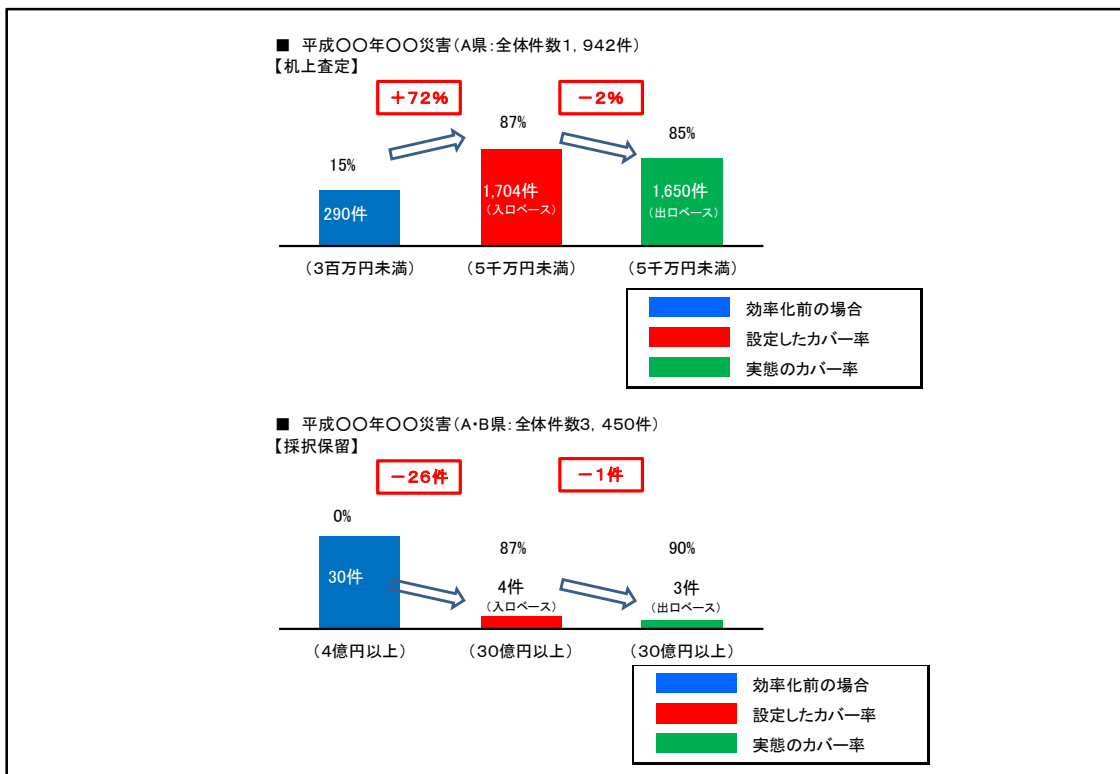 ■ 平成〇〇年〇〇災害(A県:全体件数1,942件)
【机上査定】
+72%
-2%
87%
85%
15%
1,704件
(入口ベース)
1,650件
(出口ベース)
290件
(3百万円未満)
(5千万円未満)
(5千万円未満)
効率化前の場合
設定したカバー率
実態のカバー率
■ 平成〇〇年〇〇災害(A・B県:全体件数3,450件)
【採択保留】
-26件
-1件
0%
87%
90%
30件
4件
(入口ベース)
3件
(出口ベース)
(4億円以上)
(30億円以上)
(30億円以上)
効率化前の場合
設定したカバー率
実態のカバー率